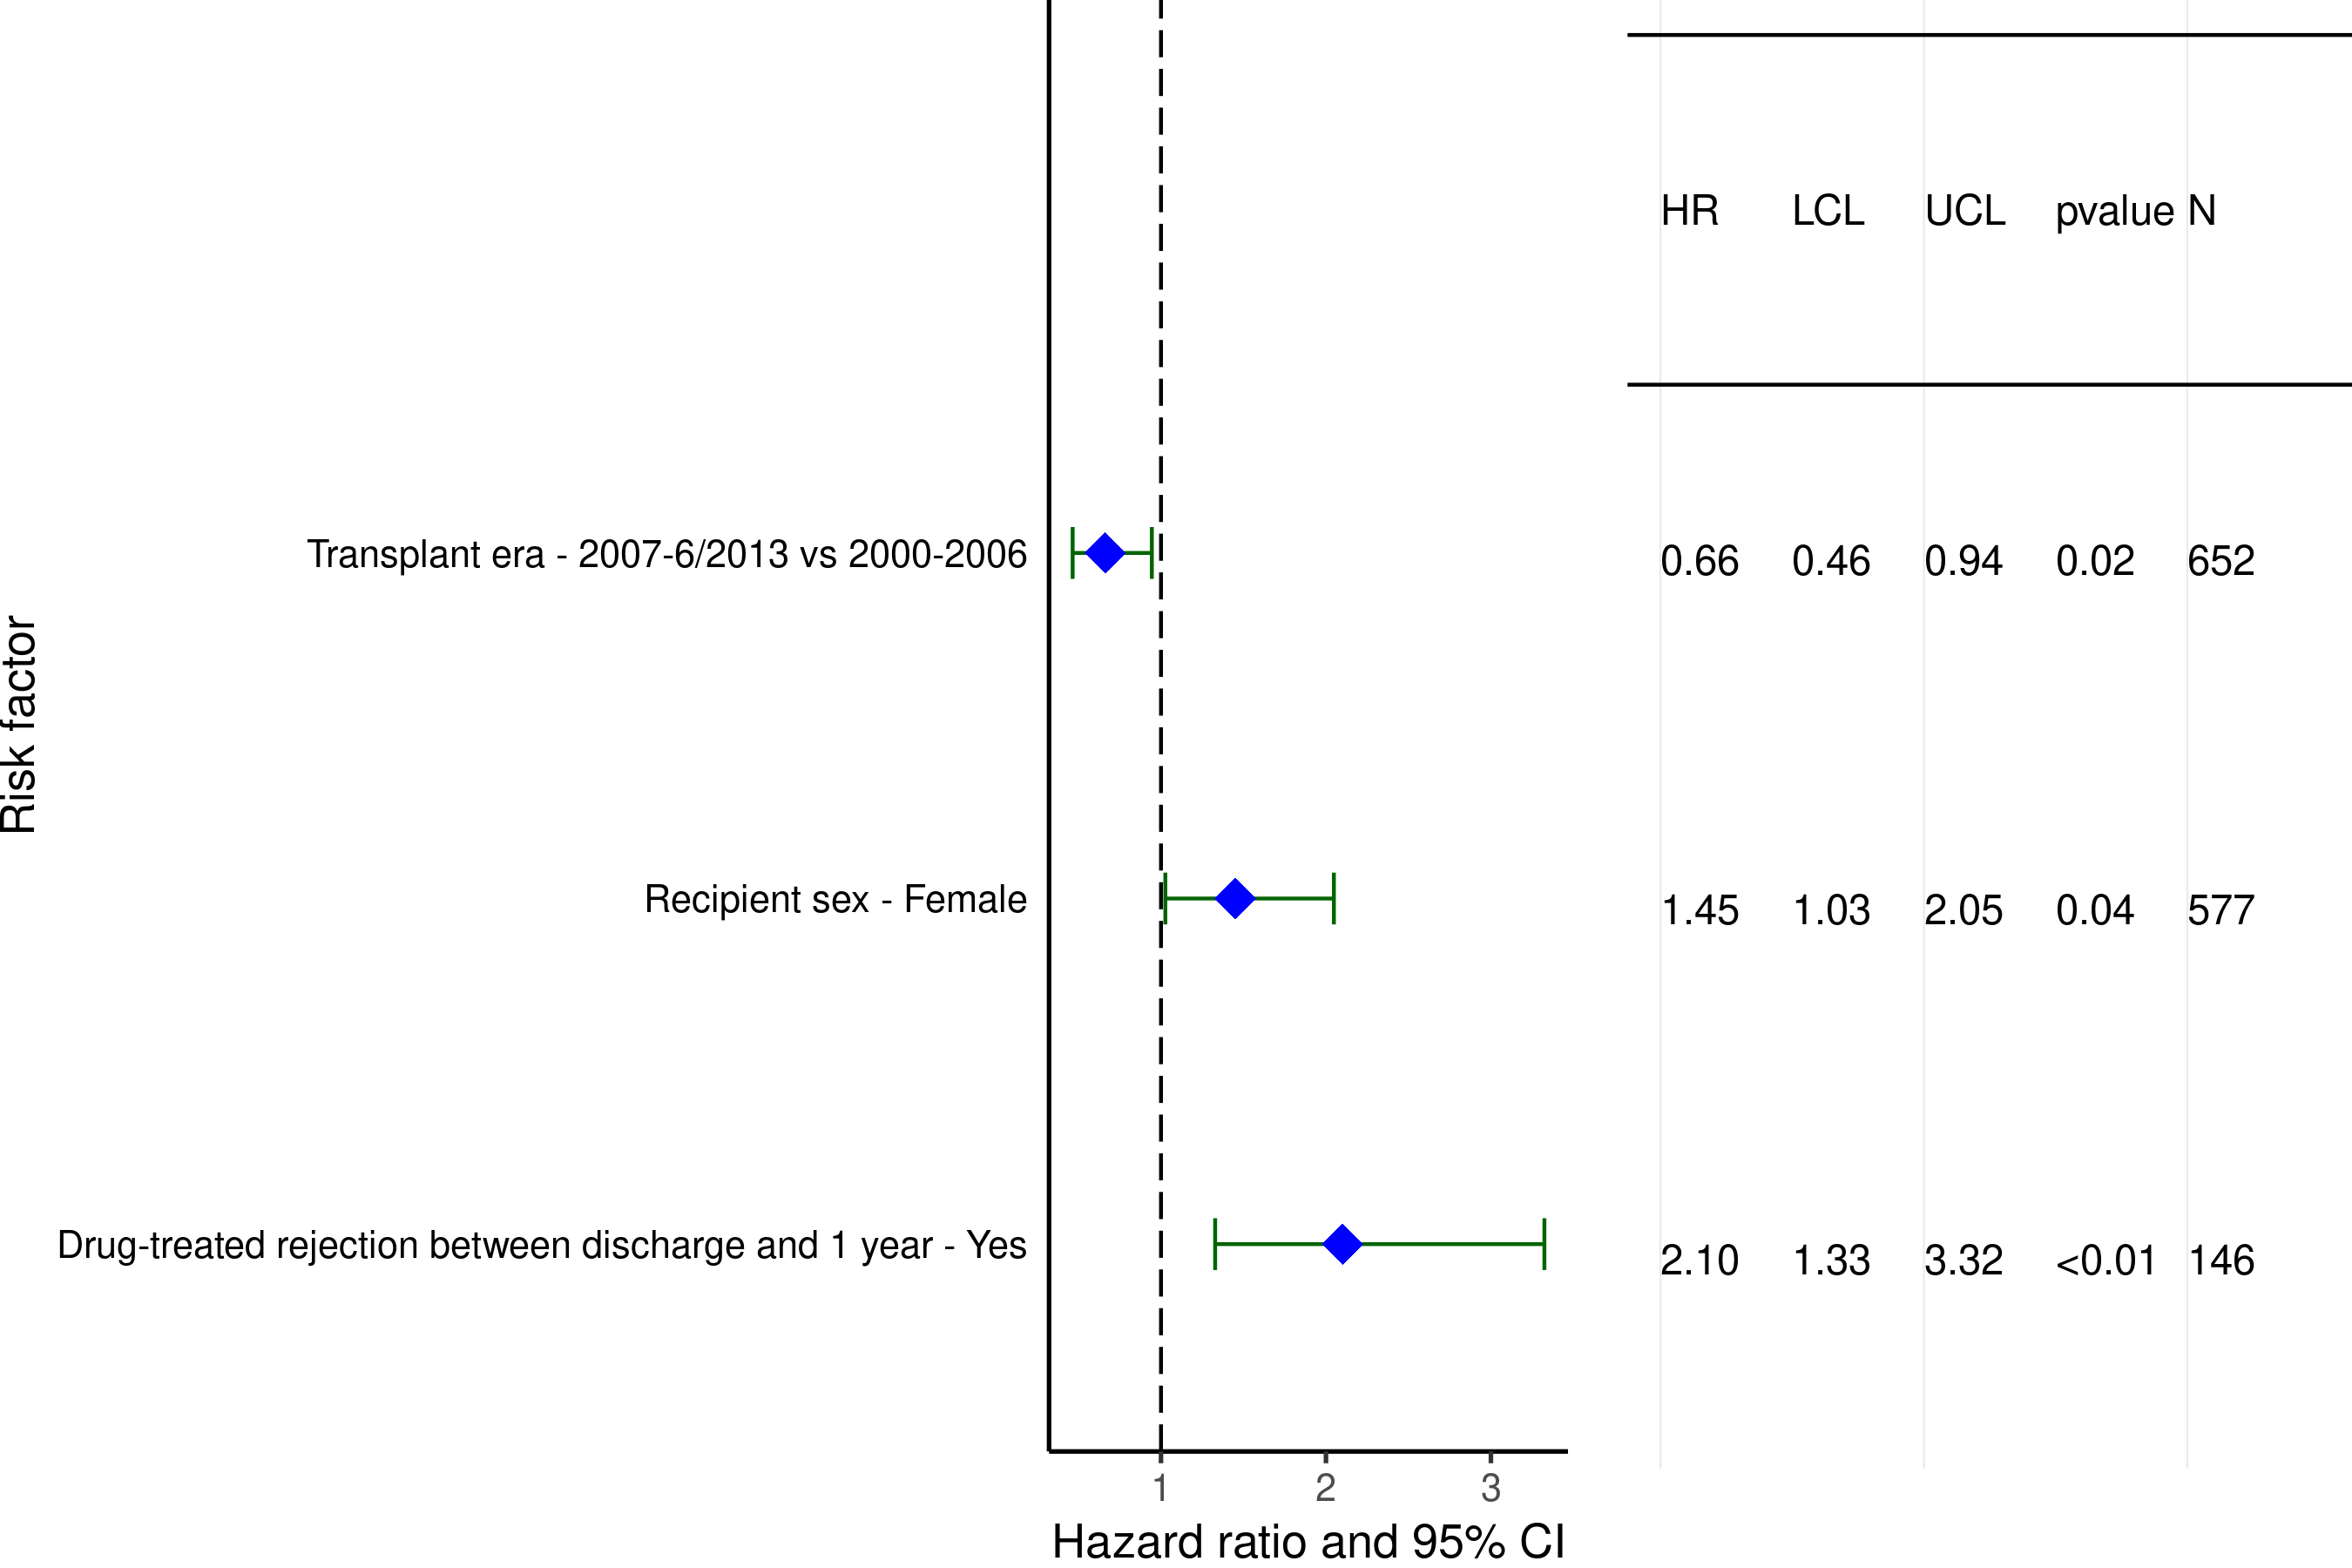 HR LCL UCL pvalue N
Transplant era - 2007-6/2013 vs 2000-2006 0.66 0.46 0.94 0.02 652
Risk factor
Recipient sex - Female 1.45 1.03 2.05 0.04 577
Drug-treated rejection between discharge and 1 year - Yes 2.10 1.33 3.32 <0.01 146
1 2 3
Hazard ratio and 95% CI